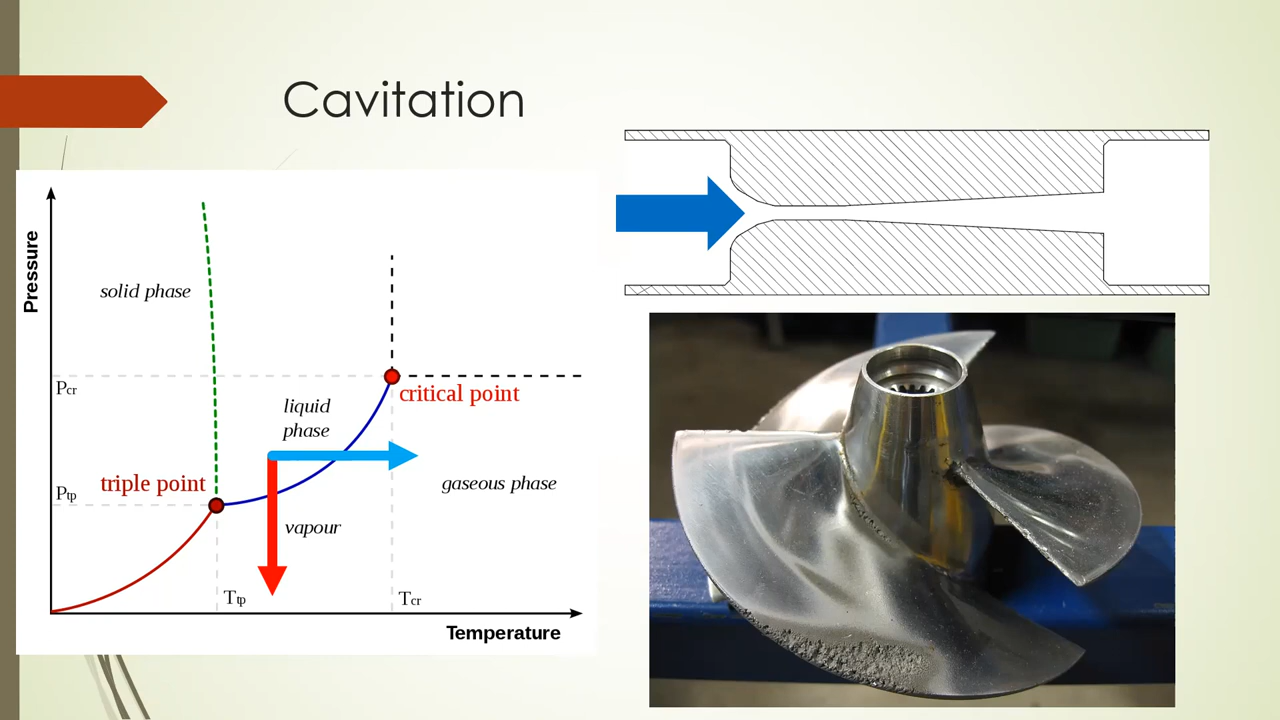 Cavitation
Pressure
solid phase
Pcr
critical point
liquid
phase
triple point
Ptp
gaseous phase
vapour
Ttp
Tcr
Temperature